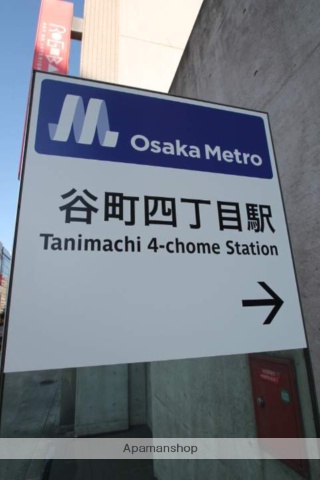 Osaka Metro
谷町四丁目駅
Tanimachi 4-chome Station
Apamanshop